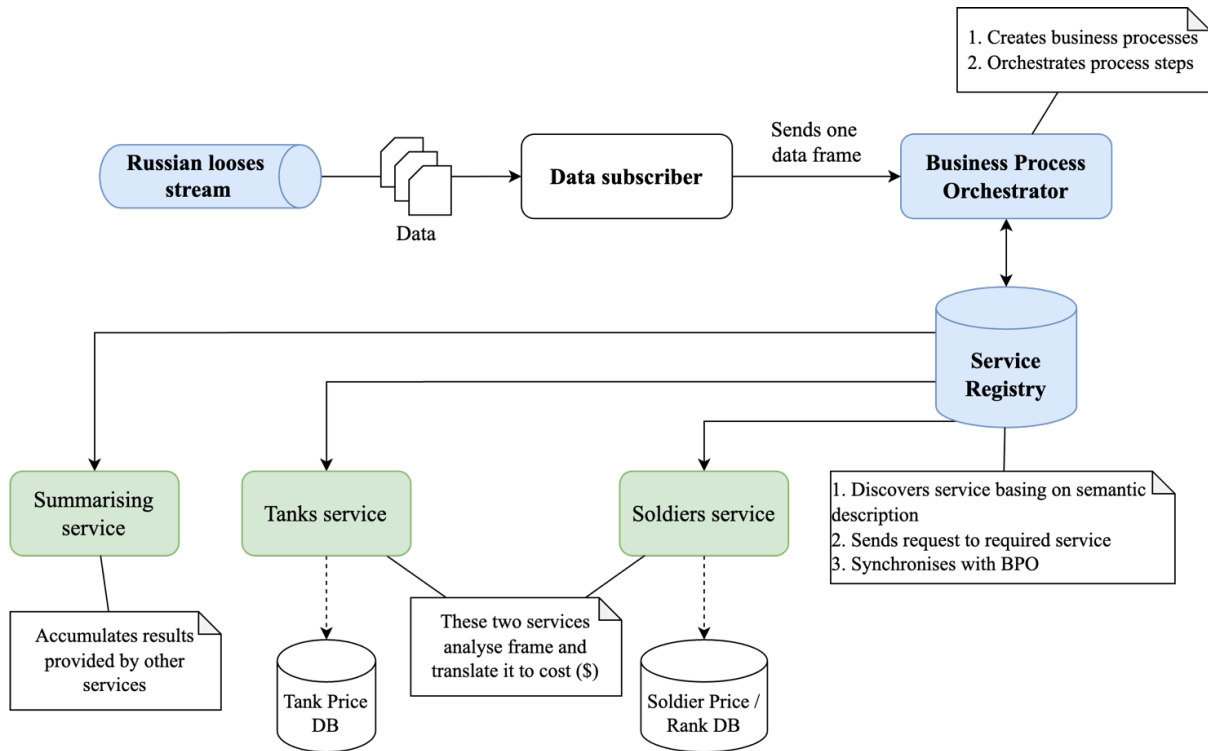 1. Creates business processes
2. Orchestrates process steps
Russian looses
stream
Data
Data subscriber
Sends one
data frame
Business Process
Orchestrator
Service
Registry
Summarising
service
Tanks service
Soldiers service
1. Discovers service basing on semantic
description
2. Sends request to required service
3. Synchronises with BPO
Accumulates results
provided by other
services
These two services
analyse frame and
translate it to cost ($)
Tank Price
DB
Soldier Price /
Rank DB